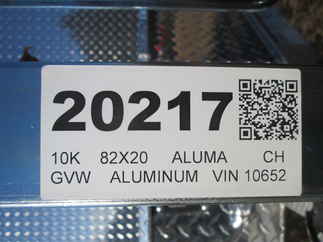 20217
10K 82X20 ALUMA CH
GVW ALUMINUM VIN 10652